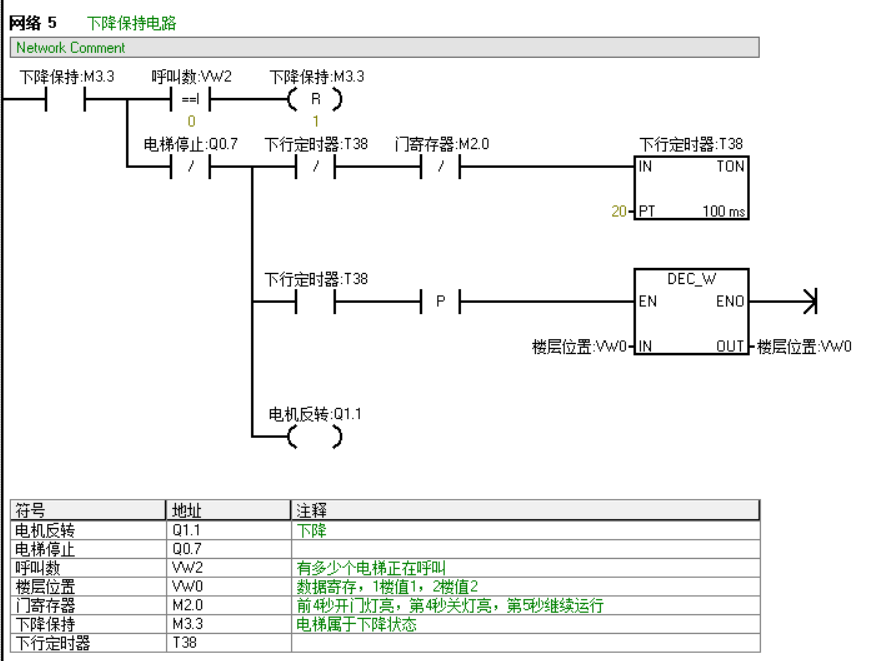 网络 5 下降保持电路
Network Comment
下降保持:M3.3 呼叫数:VW2 下降保持:M3.3
==I R
0 1
电梯停止:Q0.7 下行定时器:T38 门寄存器:M2.0 下行定时器:T38
/ / / IN TON
20 PT 100 ms
下行定时器:T38 DEC_W
P EN ENO
楼层位置:VW0 IN OUT 楼层位置:VW0
电机反转:Q1.1
符号 地址 注释
电机反转 Q1.1 下降
电梯停止 Q0.7
呼叫数 VW2 有多少个电梯正在呼叫
楼层位置 VW0 数据寄存，1楼值1，2楼值2
门寄存器 M2.0 前4秒开门灯亮，第4秒关灯亮，第5秒继续运行
下降保持 M3.3 电梯属于下降状态
下行定时器 T38